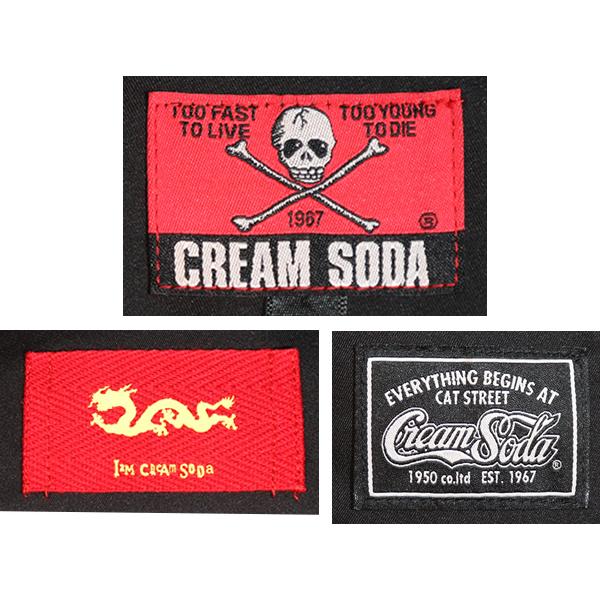 TOO FAST TOO YOUNG
TO LIVE TO DIE
1967
CREAM SODA
I2M CREAM SODa
EVERYTHING BEGINS AT
CAT STREET
Cream Soda ®
1950 co.ltd EST. 1967